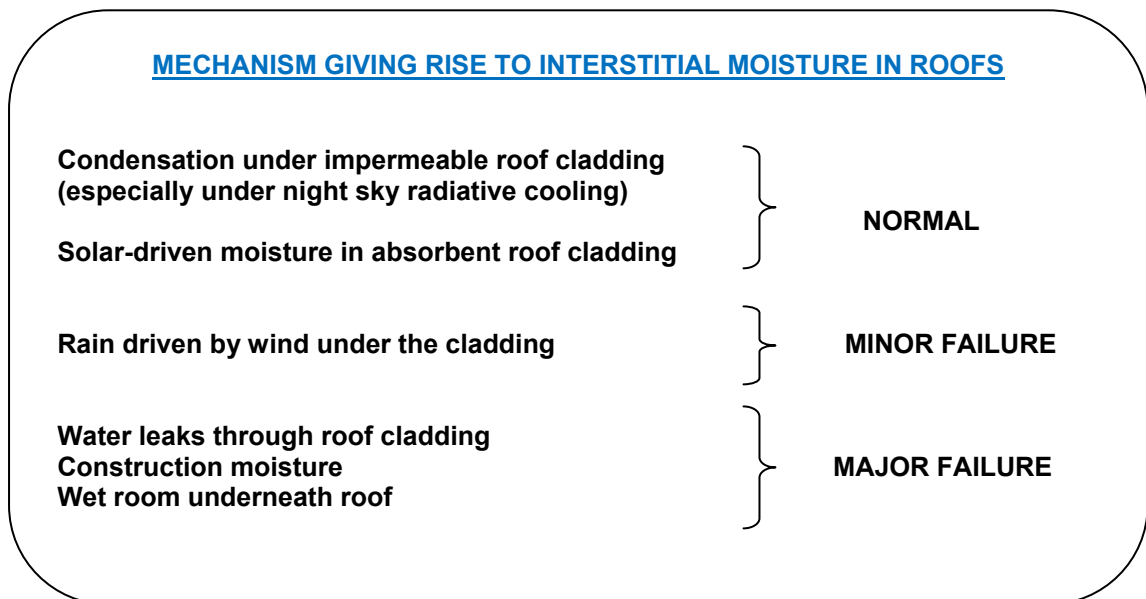 MECHANISM GIVING RISE TO INTERSTITIAL MOISTURE IN ROOFS
Condensation under impermeable roof cladding
(especially under night sky radiative cooling)
NORMAL
Solar-driven moisture in absorbent roof cladding
Rain driven by wind under the cladding
MINOR FAILURE
Water leaks through roof cladding
Construction moisture
Wet room underneath roof
MAJOR FAILURE